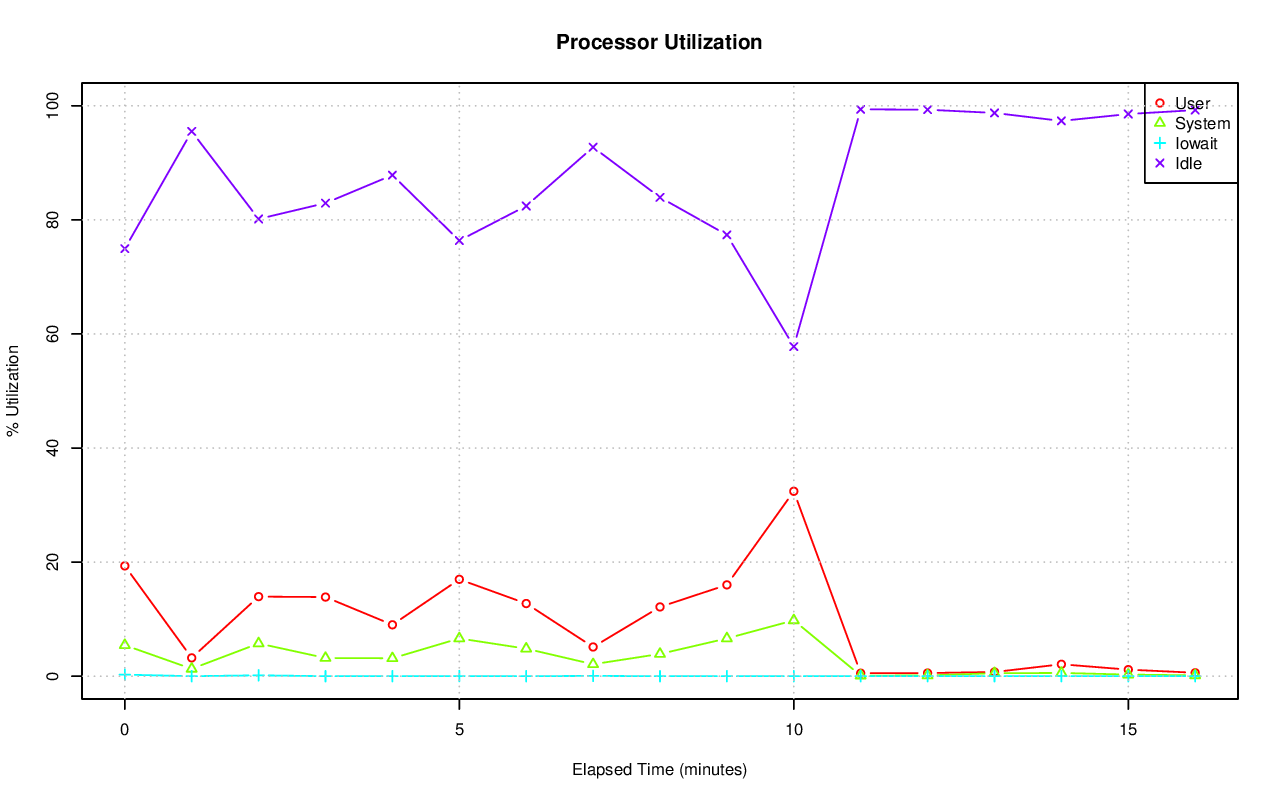 Processor Utilization
100
80
60
40
20
0
% Utilization
User
System
Iowait
Idle
0 5 10 15
Elapsed Time (minutes)